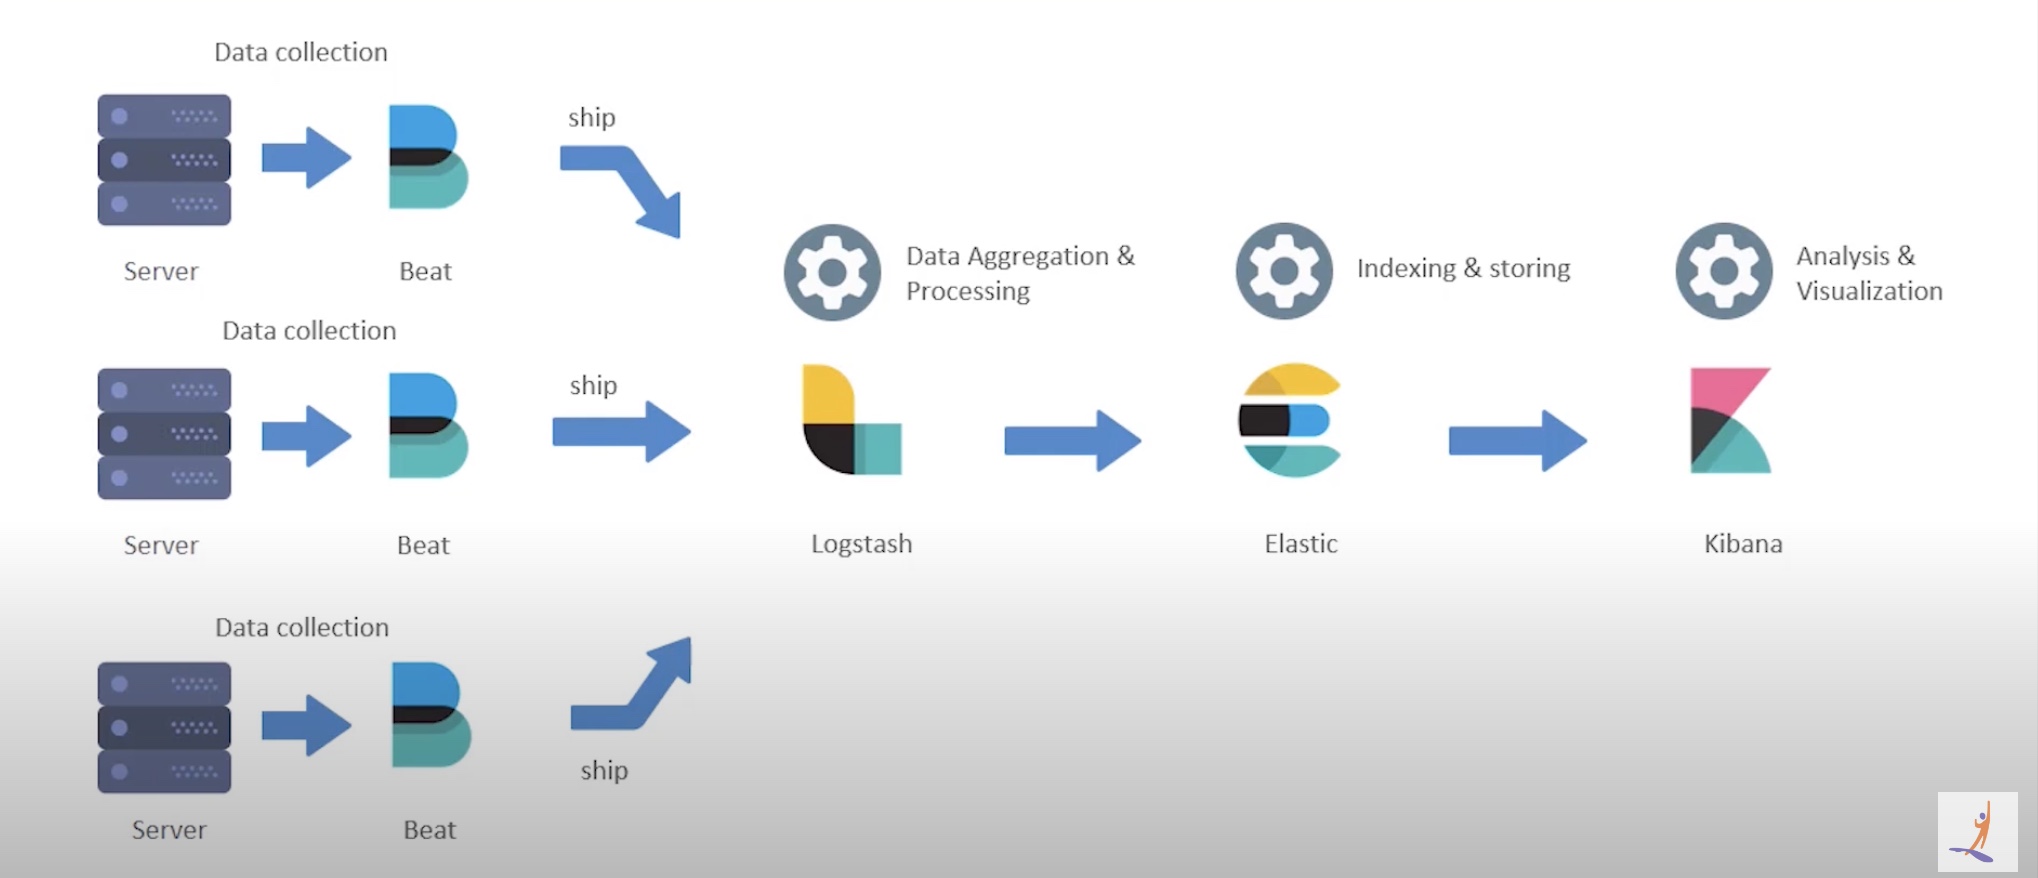 Data collection
ship
Server
Beat
Data Aggregation &
Processing
Indexing & storing
Analysis &
Visualization
Data collection
ship
Server
Beat
Logstash
Elastic
Kibana
Data collection
ship
Server
Beat